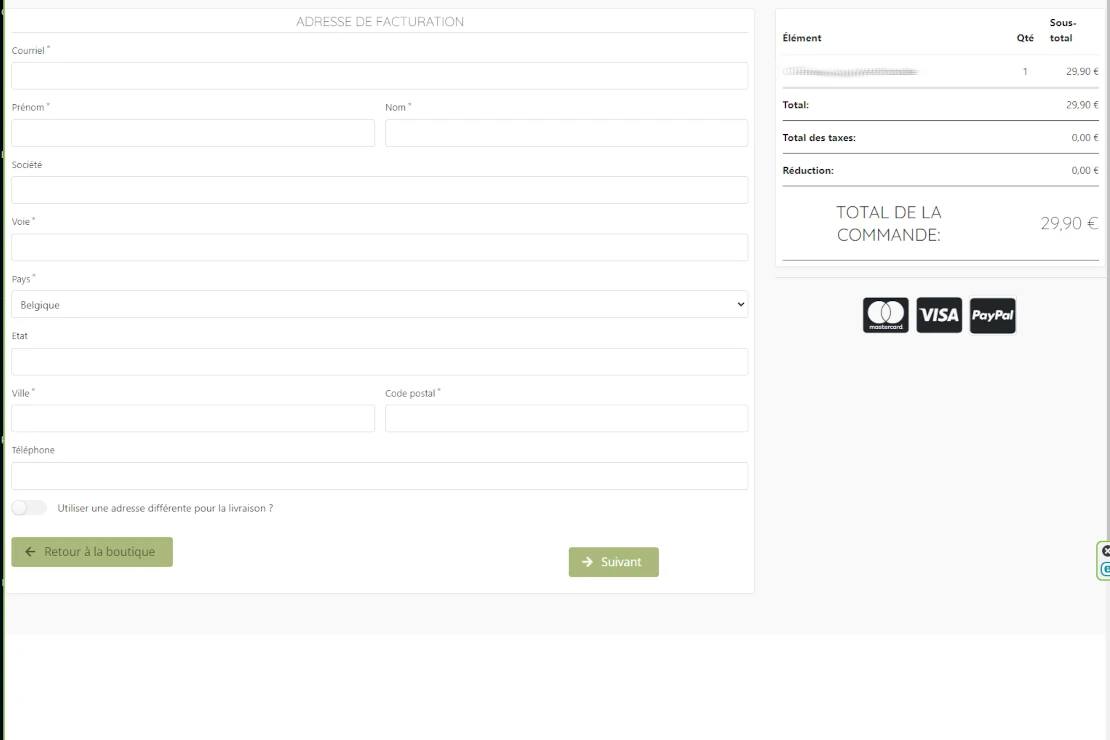 ADRESSE DE FACTURATION
Courriel *
Prénom * Nom *
Société
Voie *
Pays *
Belgique
Etat
Ville * Code postal *
Téléphone
Utiliser une adresse différente pour la livraison ?
Retour à la boutique
Suivant
Élément Qté Sous-
total
1 29,90 €
Total: 29,90 €
Total des taxes: 0,00 €
Réduction: 0,00 €
TOTAL DE LA
COMMANDE: 29,90 €
mastercard VISA PayPal